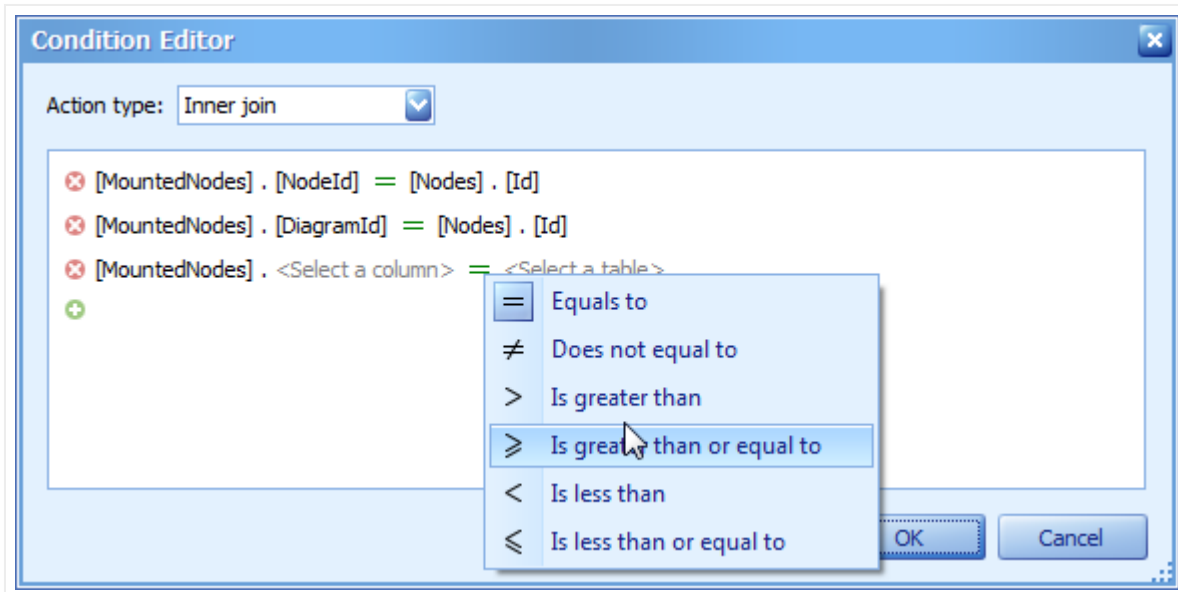 Condition Editor
Action type: Inner join
[MountedNodes] . [NodeId] = [Nodes] . [Id]
[MountedNodes] . [DiagramId] = [Nodes] . [Id]
[MountedNodes] . <Select a column> = <Select a table>
= Equals to
≠ Does not equal to
> Is greater than
⩾ Is greater than or equal to
< Is less than
⩽ Is less than or equal to
OK Cancel